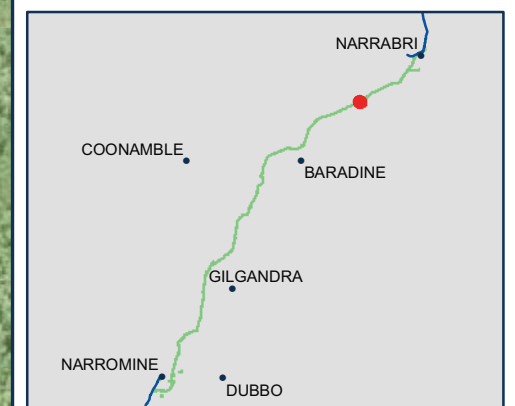 NARRABRI
COONAMBLE
BARADINE
GILGANDRA
NARROMINE
DUBBO